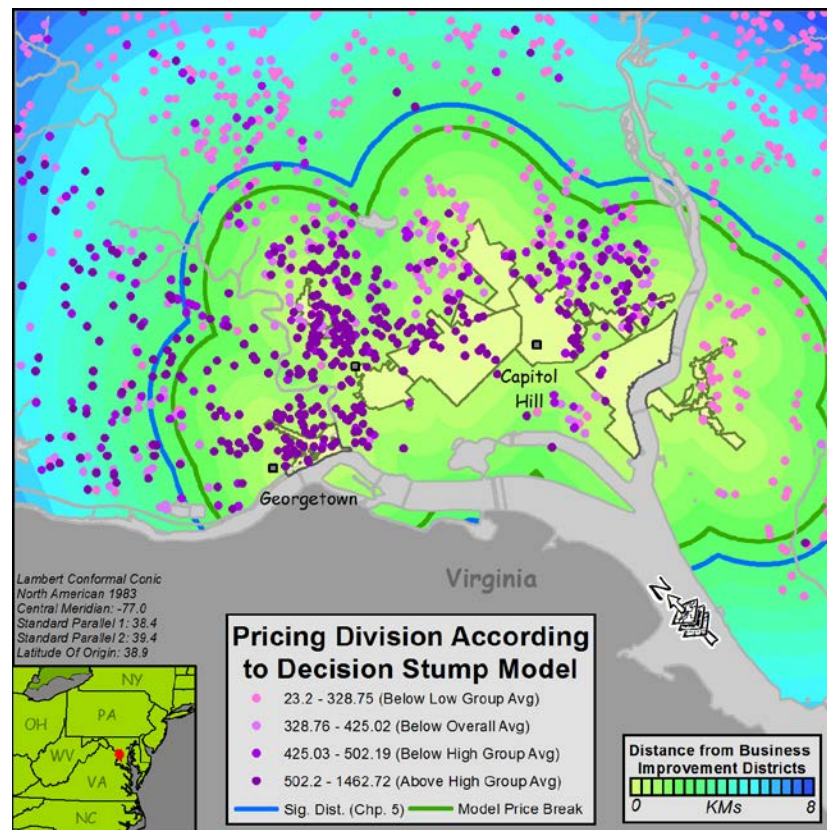 Capitol
Hill
Georgetown
Virginia
N
Lambert Conformal Conic
North American 1983
Central Meridian: -77.0
Standard Parallel 1: 38.4
Standard Parallel 2: 39.4
Latitude Of Origin: 38.9
NY
PA
OH
WV
VA
NC
Pricing Division According
to Decision Stump Model
23.2 - 328.75 (Below Low Group Avg)
328.76 - 425.02 (Below Overall Avg)
425.03 - 502.19 (Below High Group Avg)
502.2 - 1462.72 (Above High Group Avg)
Sig. Dist. (Chp. 5) Model Price Break
Distance from Business
Improvement Districts
0 KMs 8